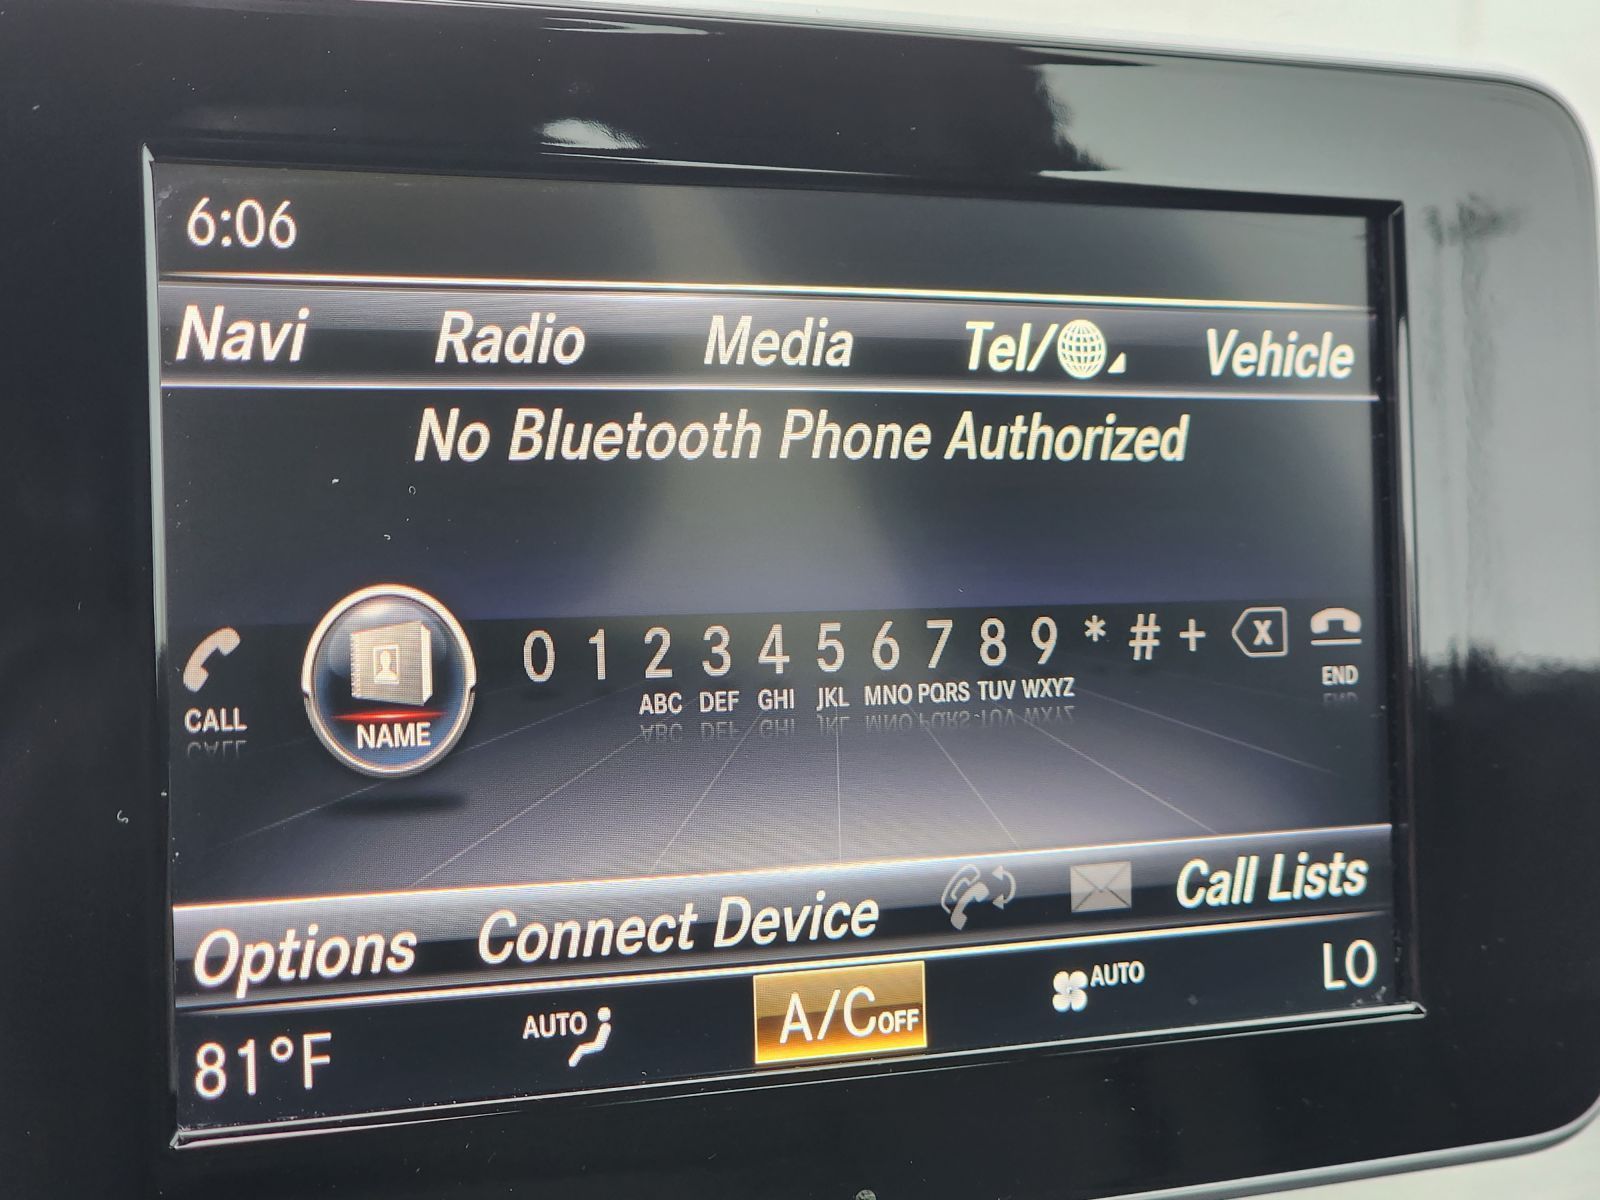 6:06
Navi Radio Media Tel/ Vehicle
No Bluetooth Phone Authorized
0 1 2 3 4 5 6 7 8 9 * # + X
ABC DEF GHI JKL MNO PQRS TUV WXYZ
CALL NAME END
Options Connect Device Call Lists
81°F AUTO A/C OFF AUTO LO